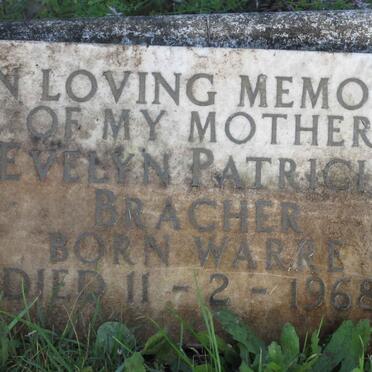 N LOVING MEMO
OF MY MOTHER
EVELYN PATRICI
BRACHER
BORN WARRE
DIED 11 - 2 - 1968